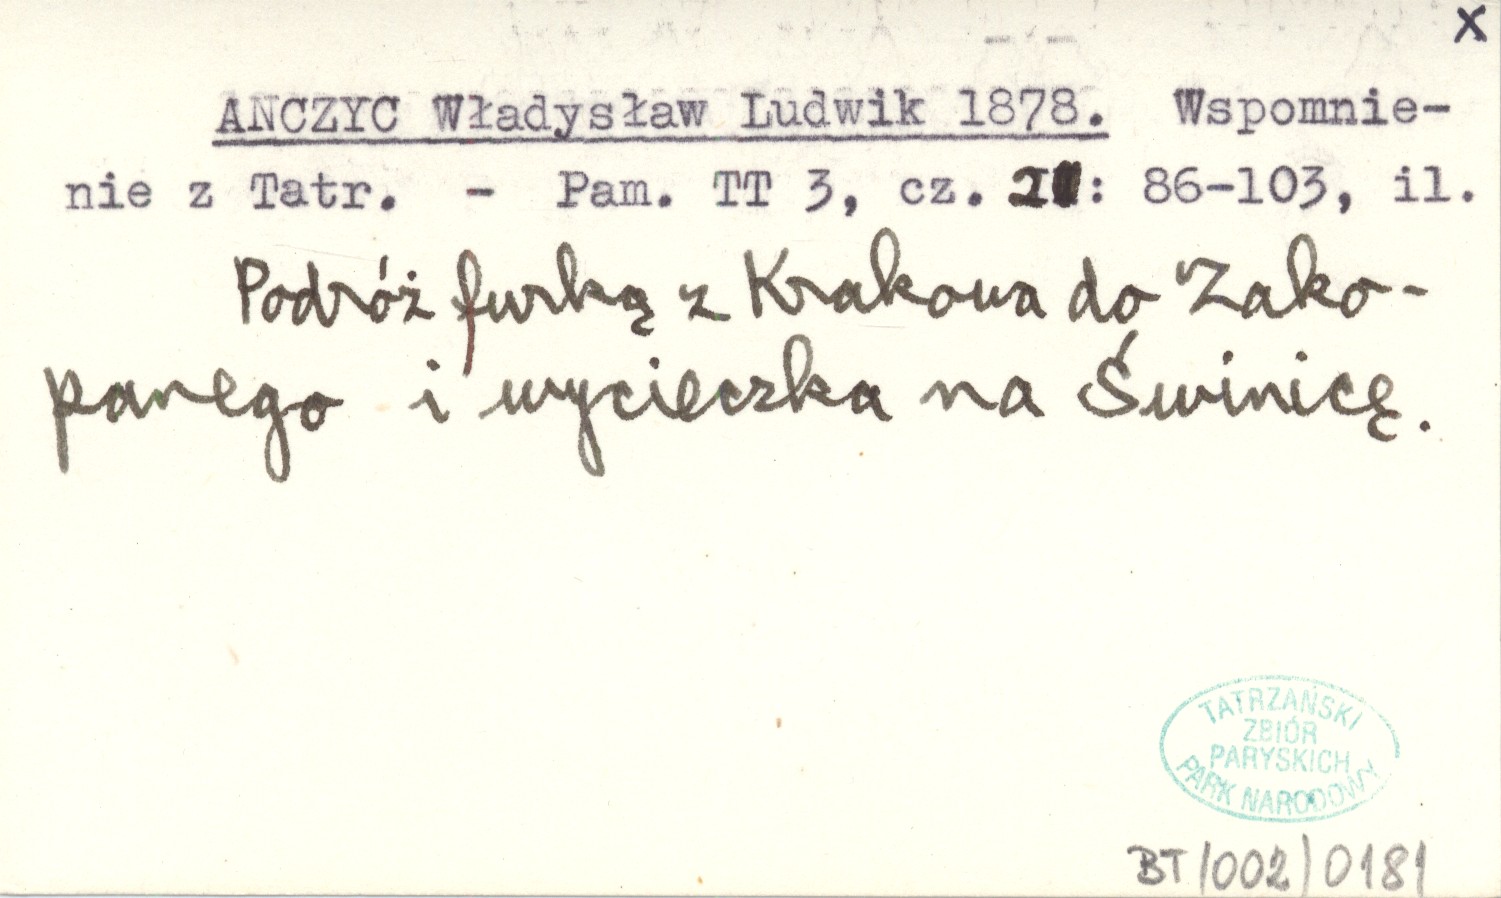 x
ANCZYC Władysław Ludwik 1878. Wspomnie-
nie z Tatr. - Pam. TT 3, cz. : 86-103, il.
Podróż furką z Krakowa do Zako-
panego i wycieczka na Świnicę.
TATRZAŃSKI
ZBIÓR
PARYSKICH
PARK NARODOWY
BT/002/0181